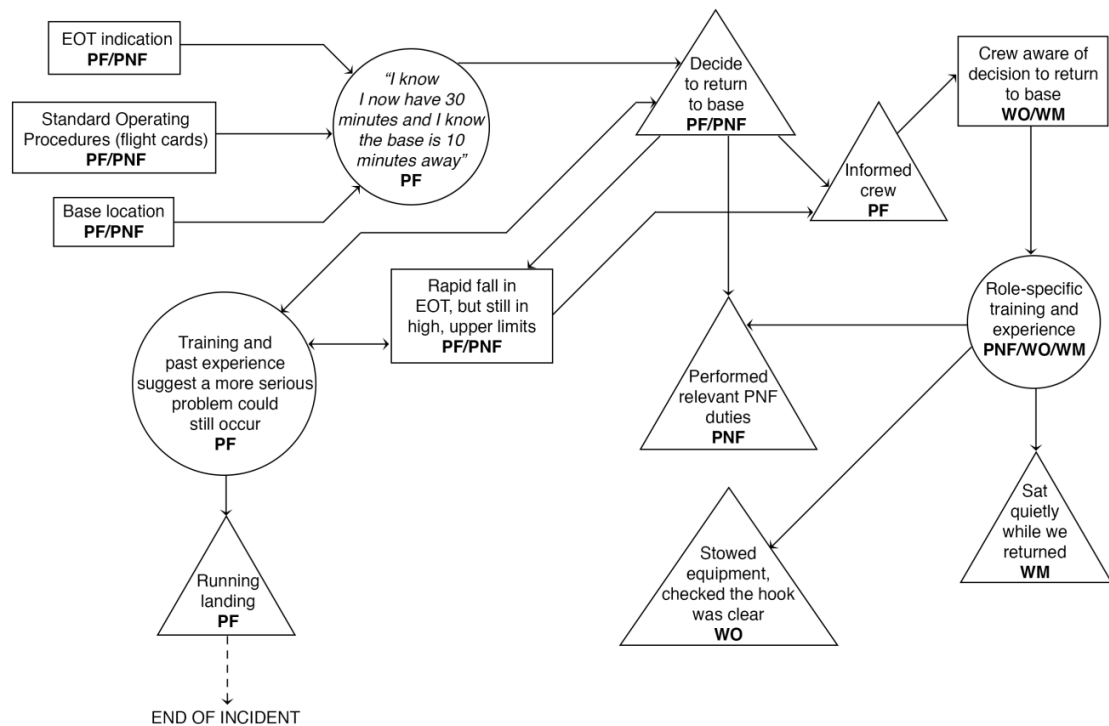 EOT indication
PF/PNF
Standard Operating
Procedures (flight cards)
PF/PNF
Base location
PF/PNF
“I know
I now have 30
minutes and I know
the base is 10
minutes away”
PF
Decide
to return
to base
PF/PNF
Informed
crew
PF
Crew aware of
decision to return
to base
WO/WM
Rapid fall in
EOT, but still in
high, upper limits
PF/PNF
Training and
past experience
suggest a more serious
problem could
still occur
PF
Role-specific
training and
experience
PNF/WO/WM
Performed
relevant PNF
duties
PNF
Stowed
equipment,
checked the hook
was clear
WO
Sat
quietly
while we
returned
WM
Running
landing
PF
END OF INCIDENT